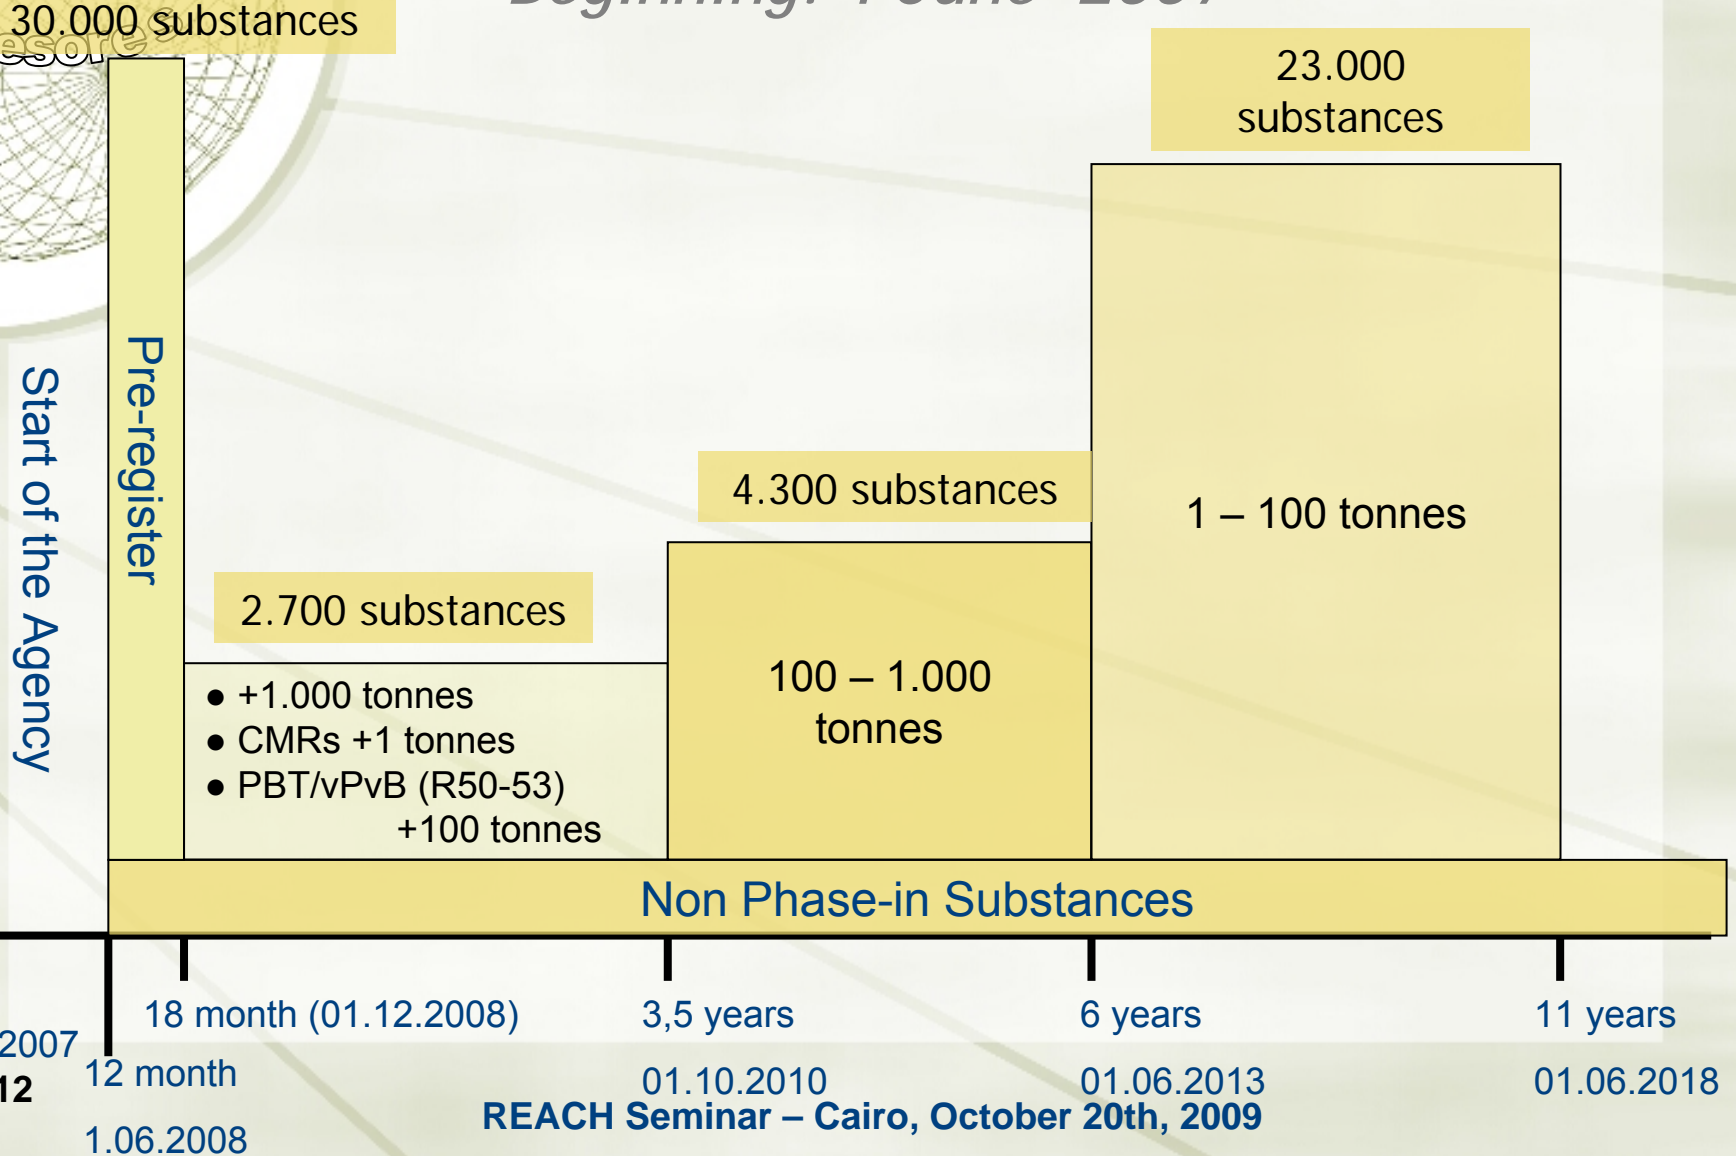 30.000 substances
23.000
substances
Pre-register
Start of the Agency
4.300 substances
1 – 100 tonnes
2.700 substances
100 – 1.000
tonnes
● +1.000 tonnes
● CMRs +1 tonnes
● PBT/vPvB (R50-53)
+100 tonnes
Non Phase-in Substances
18 month (01.12.2008)
3,5 years
6 years
11 years
2007
12 month
01.10.2010
01.06.2013
01.06.2018
12
REACH Seminar – Cairo, October 20th, 2009
1.06.2008